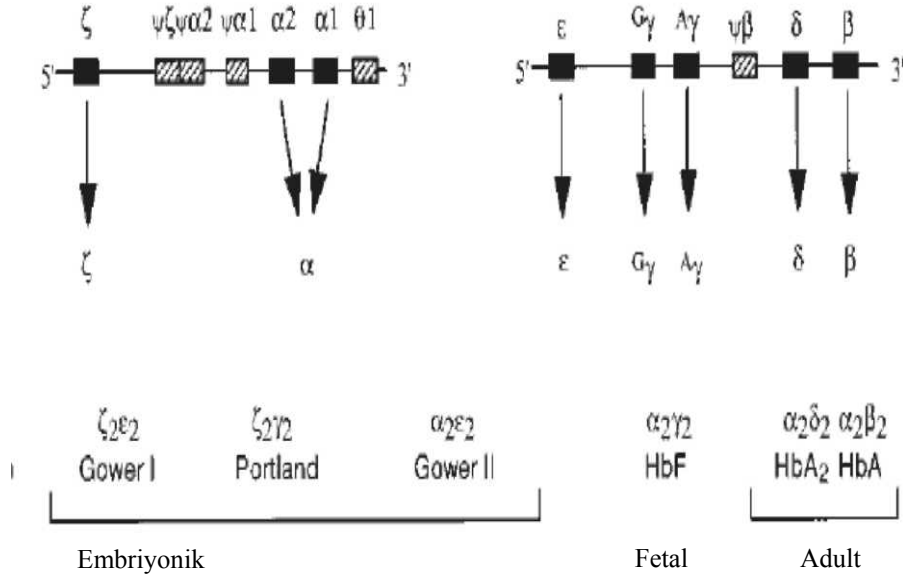 ζ ψζψα2 ψα1 α2 α1 θ1
5' 3'
ζ α
ε Gγ Aγ ψβ δ β
5' 3'
ε Gγ Aγ δ β
ζ2ε2 ζ2γ2 α2ε2 α2γ2 α2δ2 α2β2
Gower I Portland Gower II HbF HbA2 HbA
Embriyonik Fetal Adult